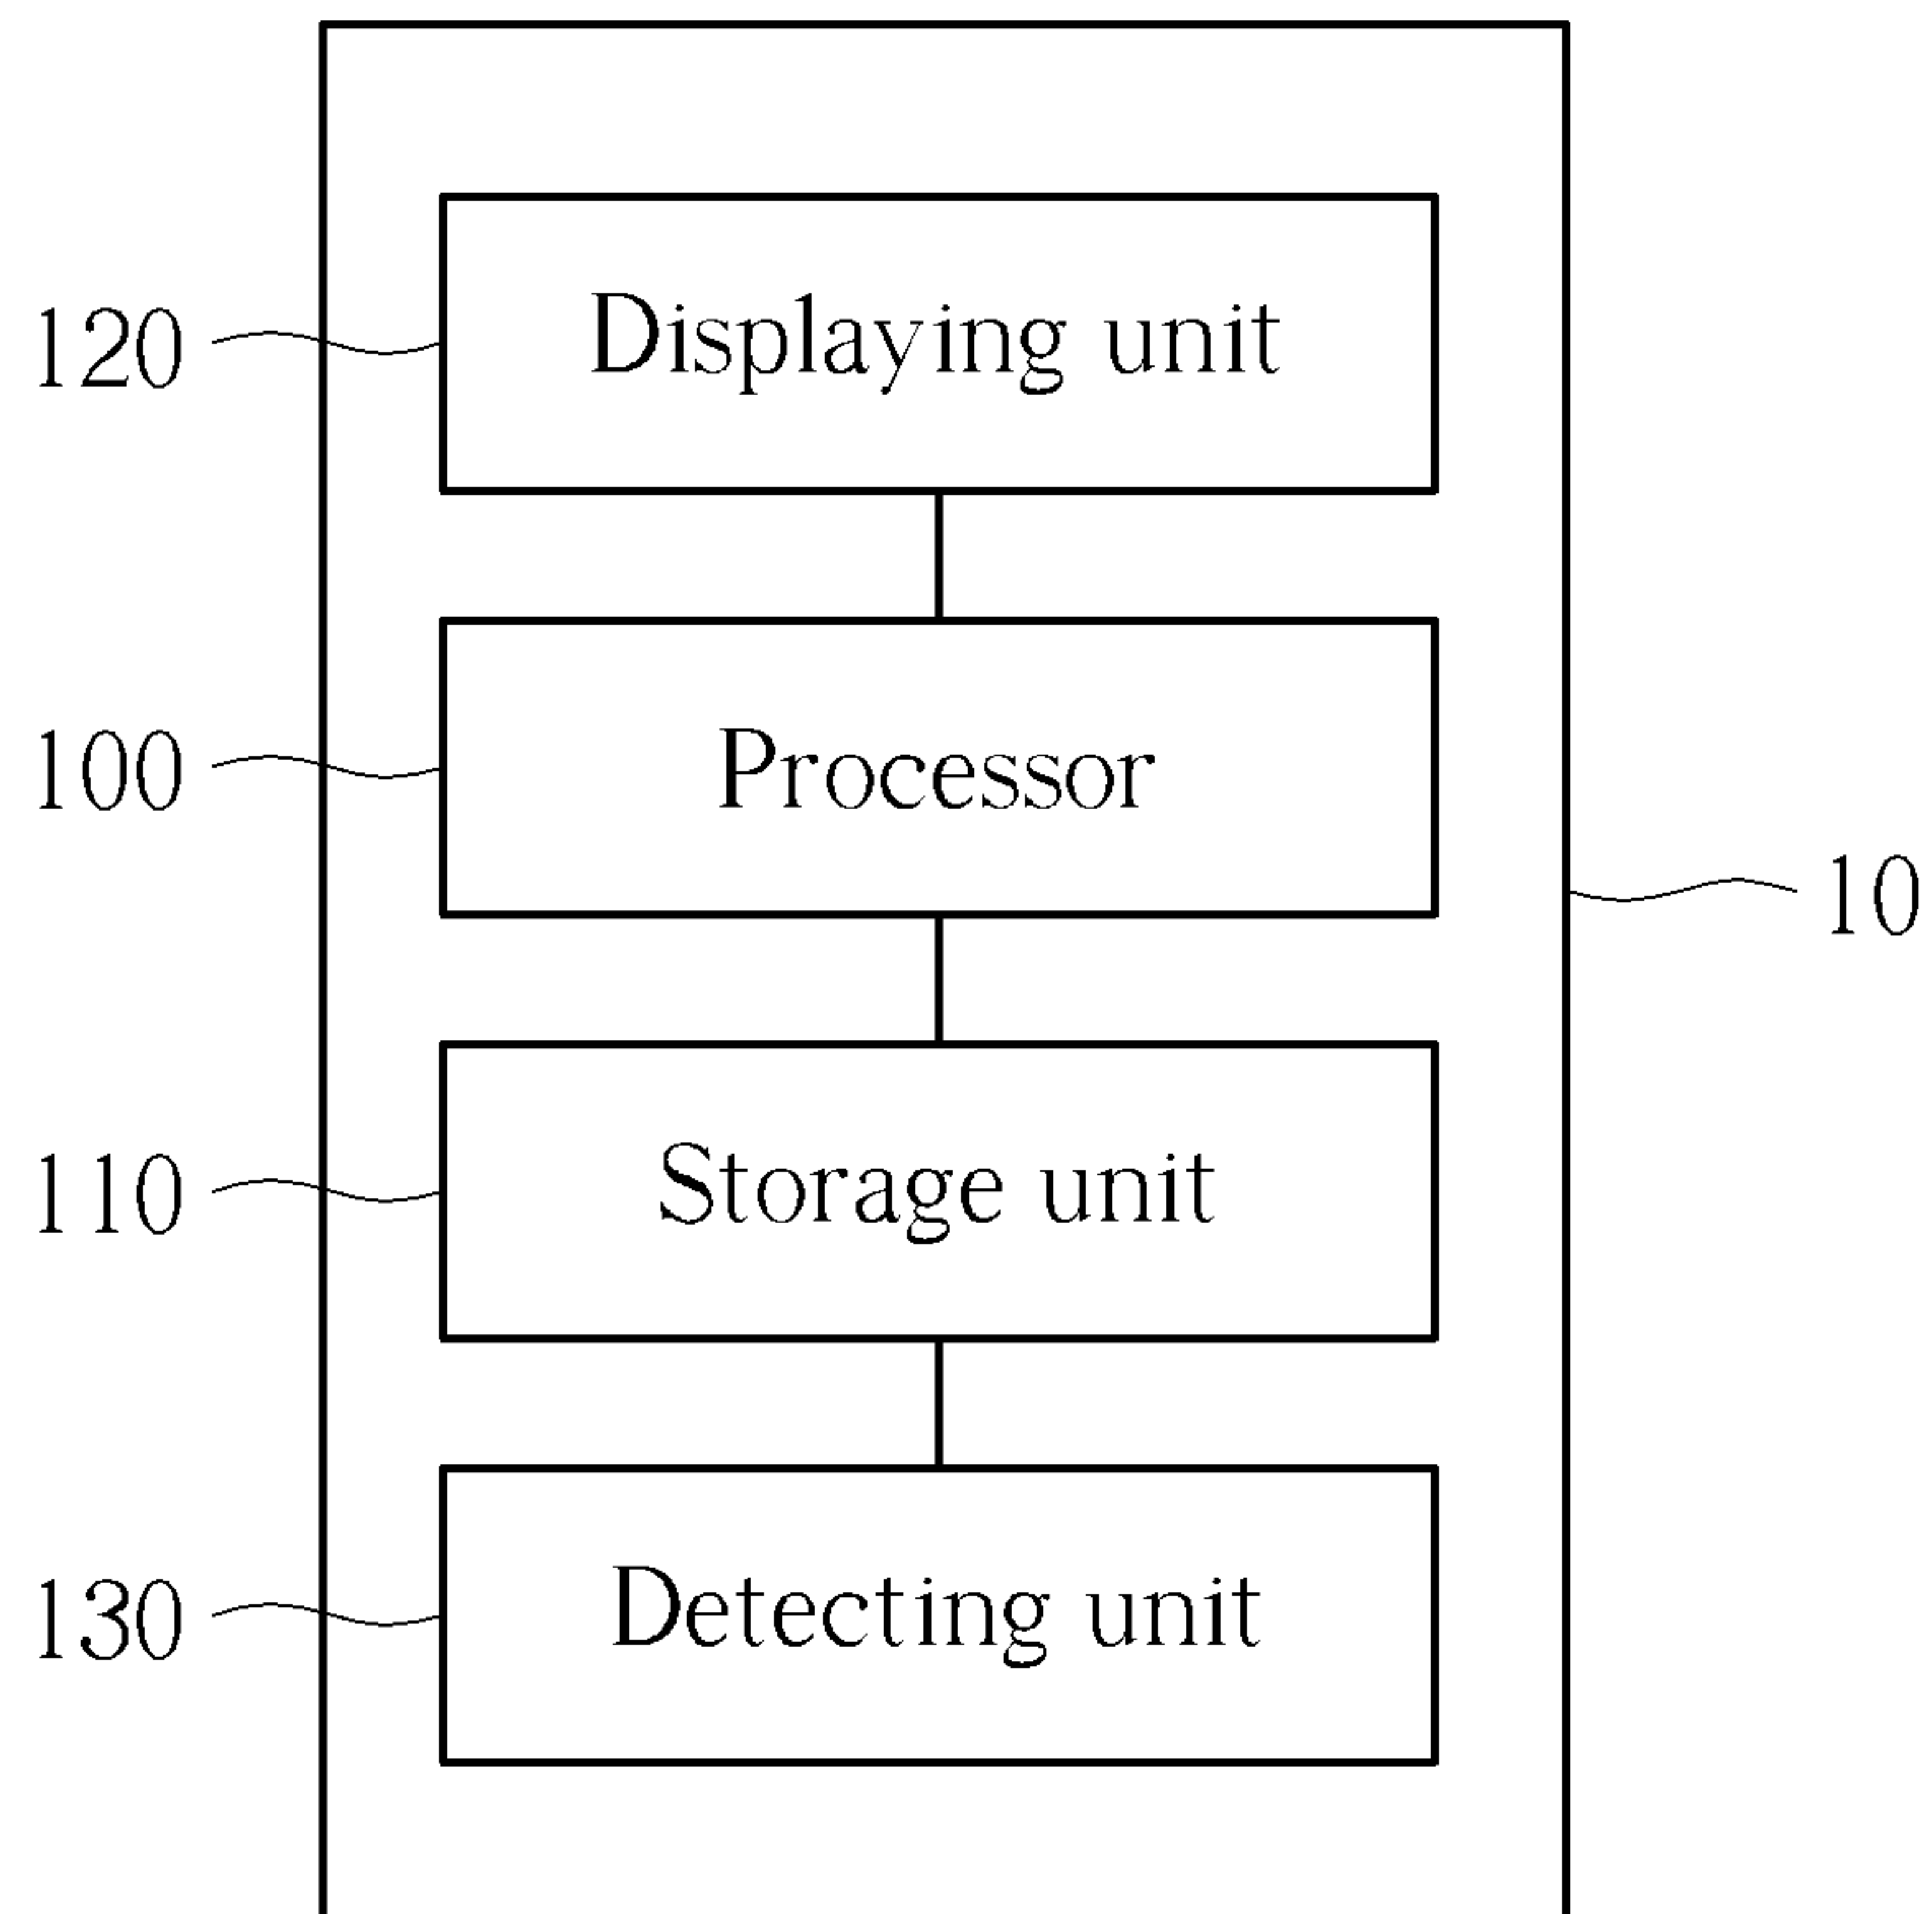 120
Displaying unit
100
Processor
10
110
Storage unit
130
Detecting unit